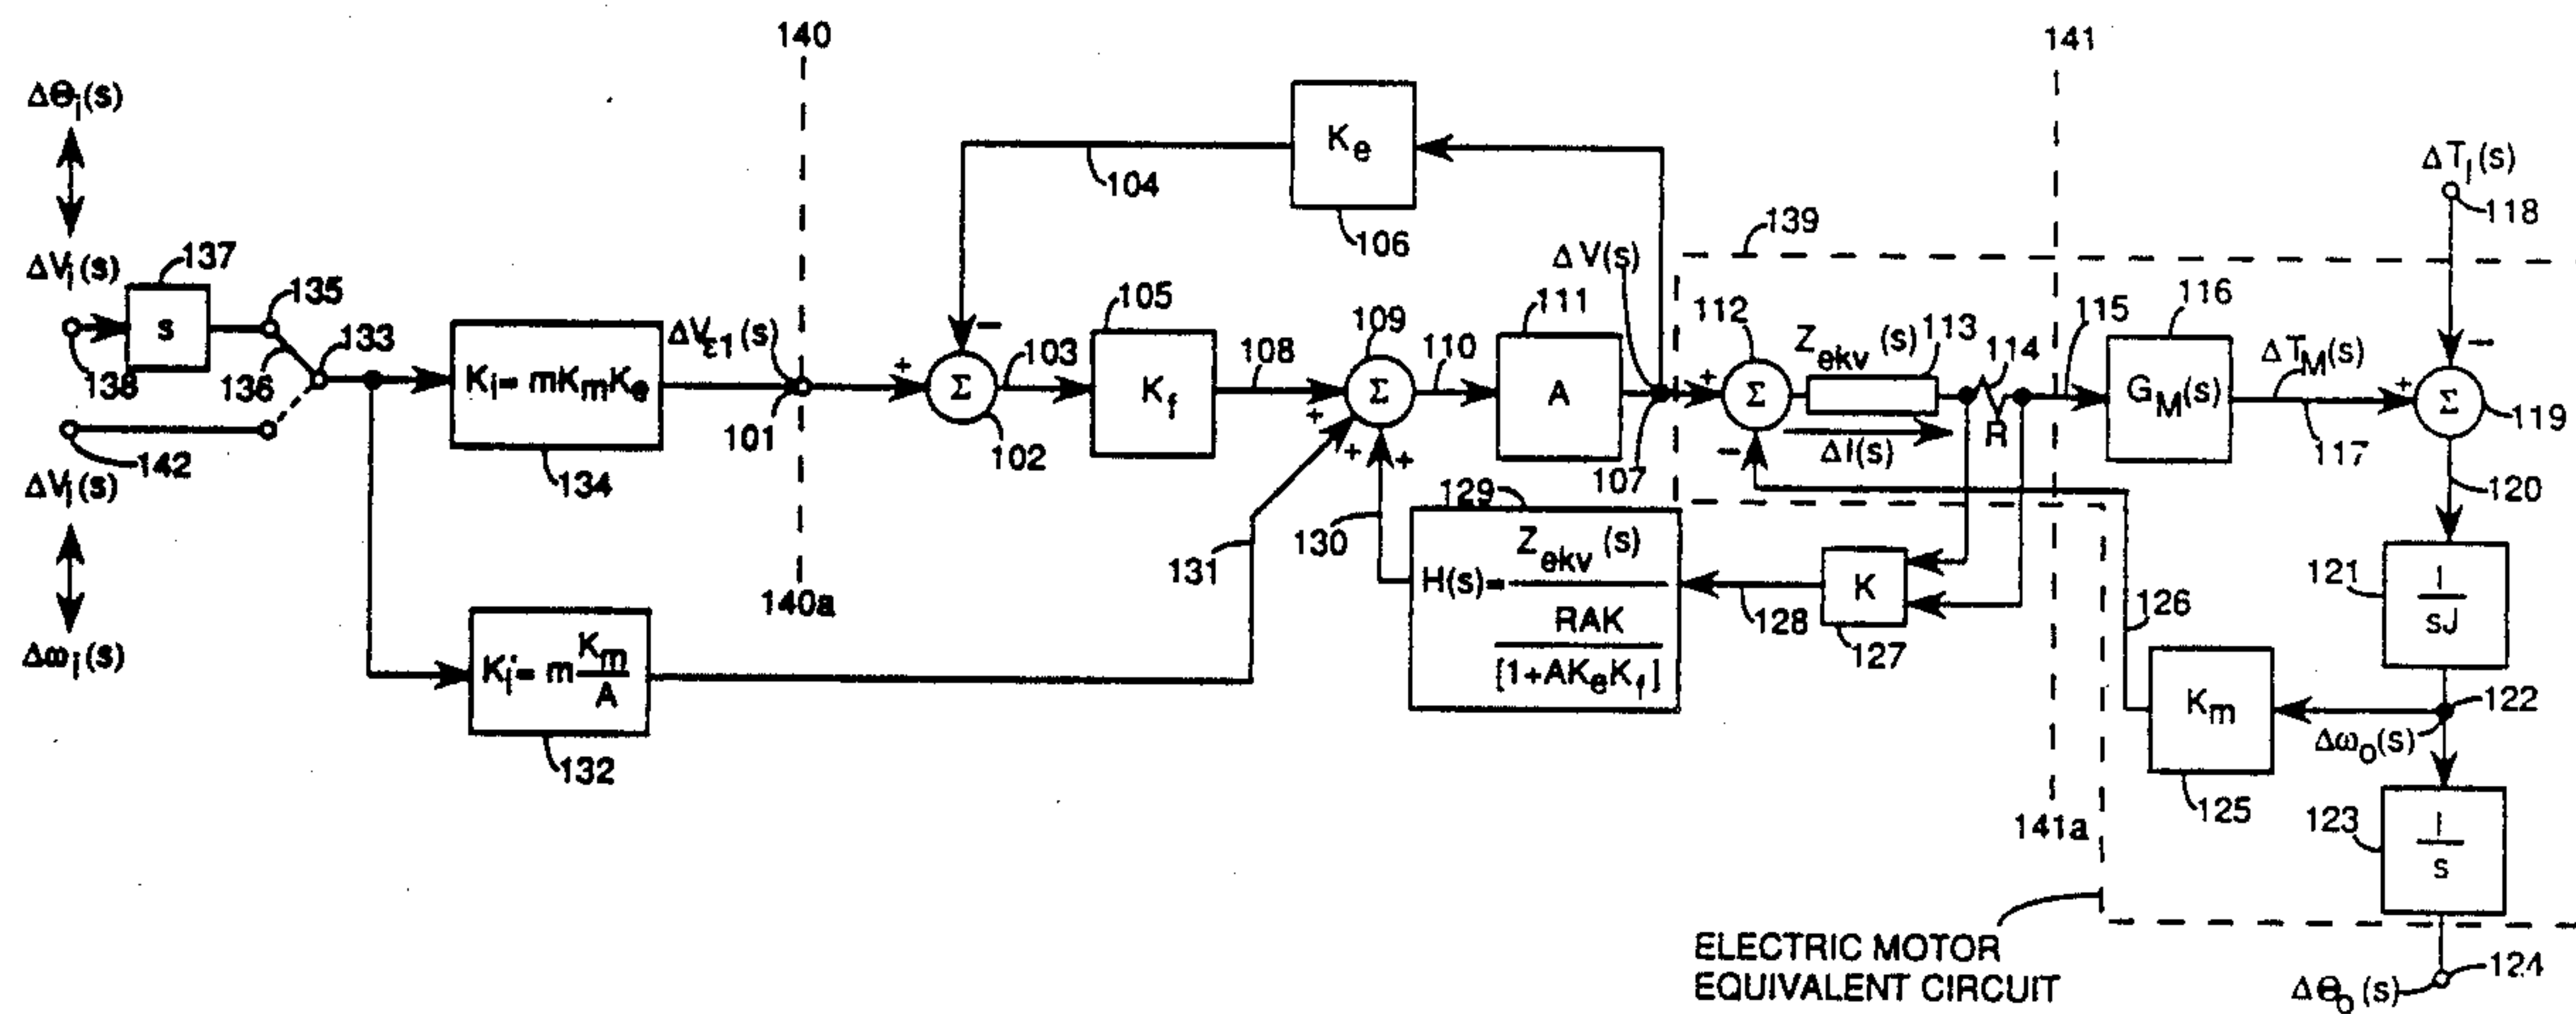 140
141
ΔΘi(s)
Ke
104
106
ΔTl(s)
118
139
ΔVi(s)
137
s
135
133
136
138
Ki = mKmKe
134
ΔVε1(s)
101
+
−
Σ
102
103
105
Kf
108
109
Σ
+
+
+
+
110
111
A
ΔV(s)
107
112
+
Σ
−
Zekv(s)
113
114
R
ΔI(s)
115
116
GM(s)
ΔTM(s)
117
−
+
Σ
119
120
142
ΔVi(s)
Δωi(s)
140a
131
130
129
H(s)= Zekv(s)
RAK
[1+AKeKf]
128
K
127
126
121
1
sJ
Ki'= m Km
A
132
Km
125
Δωo(s)
122
141a
123
1
s
ELECTRIC MOTOR
EQUIVALENT CIRCUIT
ΔΘo(s)
124